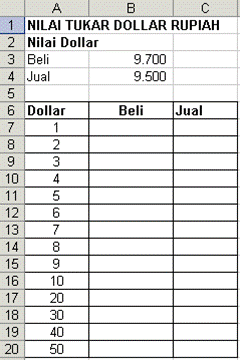 A B C
1 NILAI TUKAR DOLLAR RUPIAH
2 Nilai Dollar
3 Beli 9.700
4 Jual 9.500
5
6 Dollar Beli Jual
7 1
8 2
9 3
10 4
11 5
12 6
13 7
14 8
15 9
16 10
17 20
18 30
19 40
20 50